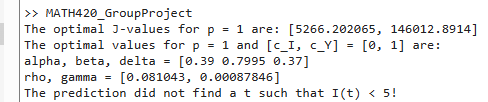 >> MATH420_GroupProject
The optimal J-values for p = 1 are: [5266.202065, 146012.8914]
The optimal values for p = 1 and [c_I, c_Y] = [0, 1] are:
alpha, beta, delta = [0.39 0.7995 0.37]
rho, gamma = [0.081043, 0.00087846]
The prediction did not find a t such that I(t) < 5!